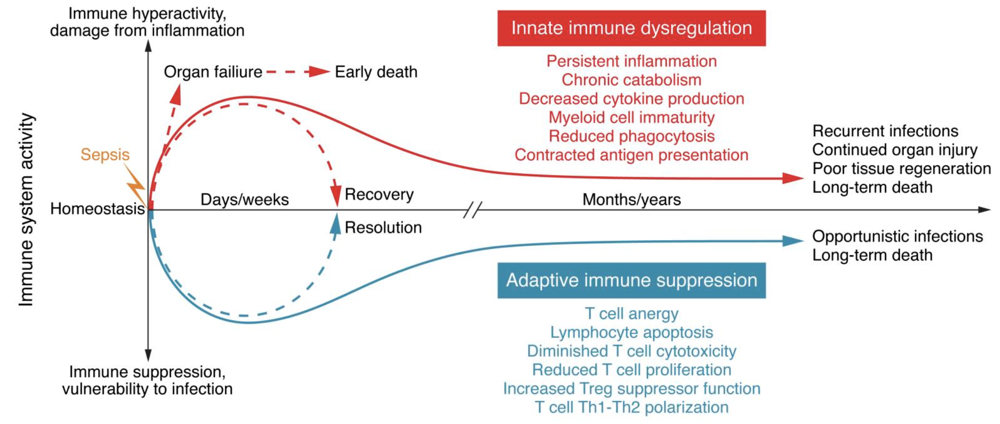 Immune hyperactivity,
damage from inflammation
Organ failiure
Early death
Immune system activity
Sepsis
Homeostasis
Days/weeks
Recovery
Resolution
Months/years
Immune suppression,
vulnerability to infection
Innate immune dysregulation
Persistent inflammation
Chronic catabolism
Decreased cytokine production
Myeloid cell immaturity
Reduced phagocytosis
Contracted antigen presentation
Recurrent infections
Continued organ injury
Poor tissue regeneration
Long-term death
Opportunistic infections
Long-term death
Adaptive immune suppression
T cell anergy
Lymphocyte apoptosis
Diminished T cell cytotoxicity
Reduced T cell proliferation
Increased Treg suppressor function
T cell Th1-Th2 polarization